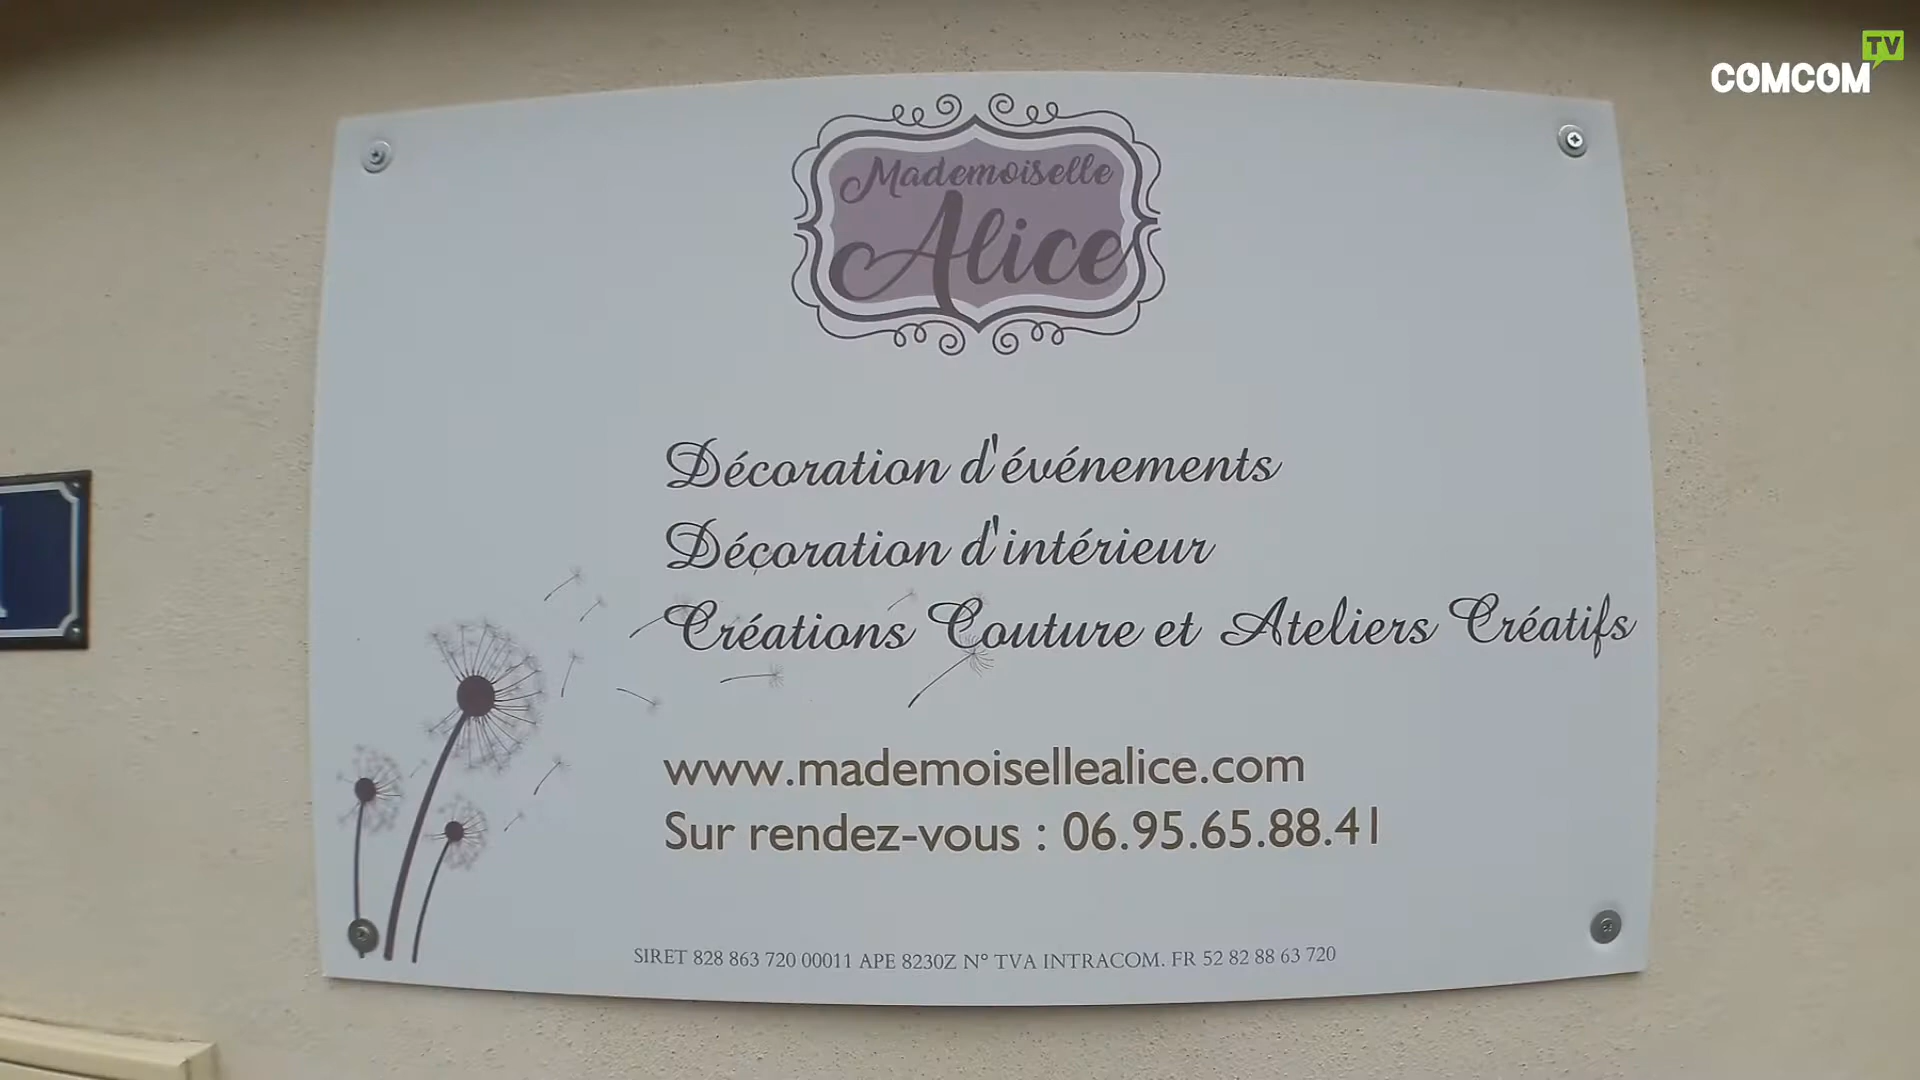 COMCOM TV
Mademoiselle
Alice
Décoration d'événements
Décoration d'intérieur
Créations Couture et Ateliers Créatifs
www.mademoisellealice.com
Sur rendez-vous : 06.95.65.88.41
SIRET 828 863 720 00011 APE 8230Z N° TVA INTRACOM. FR 52 82 88 63 720